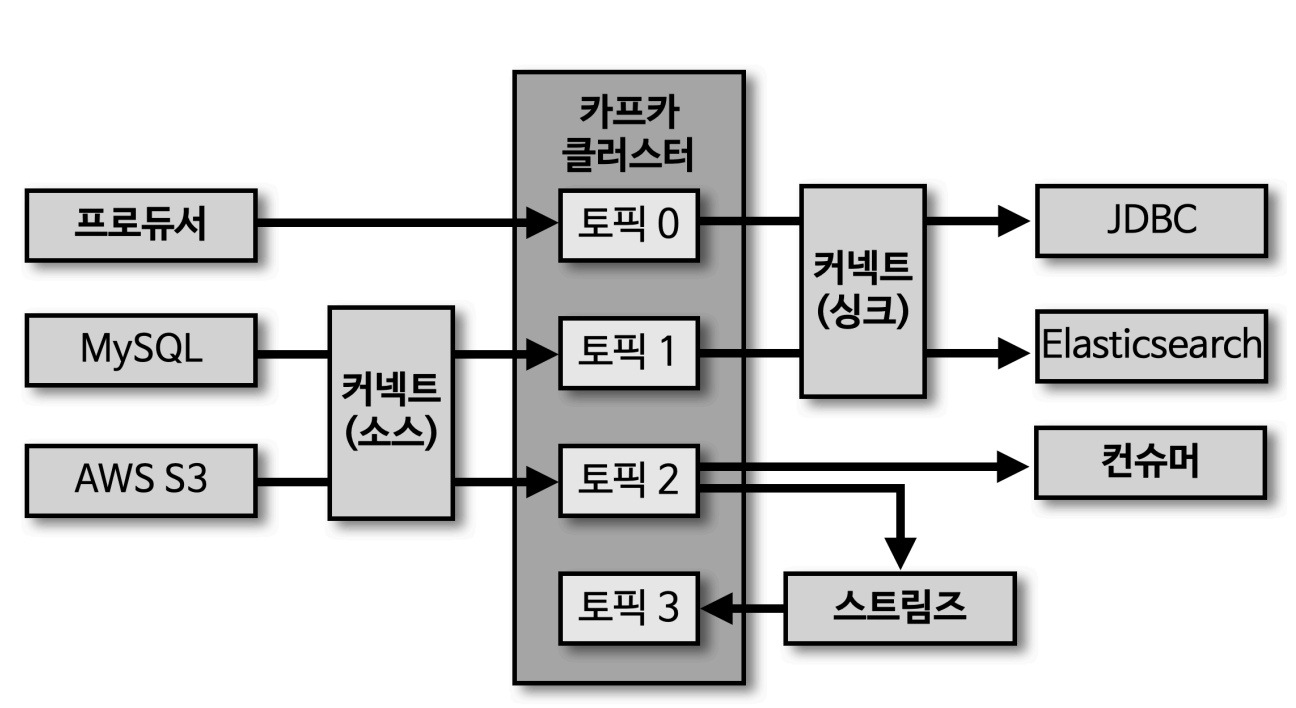 카프카
클러스터
프로듀서
토픽 0
JDBC
커넥트
(싱크)
MySQL
토픽 1
Elasticsearch
커넥트
(소스)
AWS S3
토픽 2
컨슈머
토픽 3
스트림즈